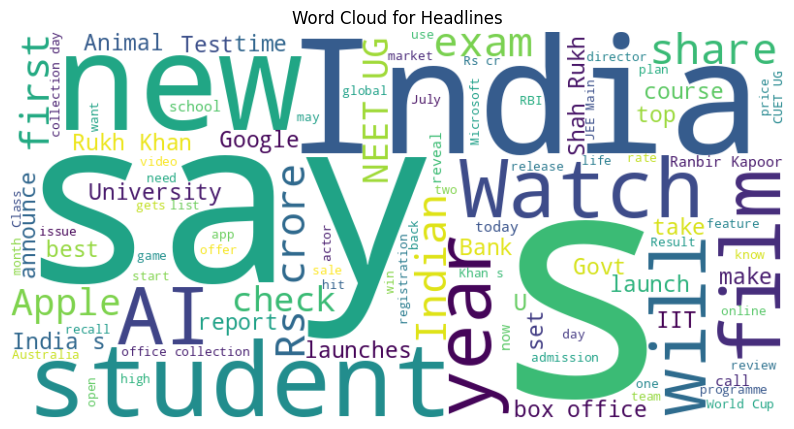 Word Cloud for Headlines
first
collection
day
new
want
Animal
school
Test
time
Rukh Khan
Google
India
may
global
NEET UG
use
market
July
exam
Rs cr
Microsoft
RBI
director
Shah Rukh
JEE Main
plan
share
course
top
price
CUET UG
say
video
need
University
gets
list
month
Class
announce
issue
best
app
offer
game
start
Rs crore
actor
sale
hit
win
registration
back
reveal
two
Indian
Watch
today
release
life
rate
Ranbir Kapoor
S
Bank
Khan s
year
U
set
now
day
admission
Govt
take
Result
launch
feature
know
make
film
will
IIT
online
Apple
AI
check
report
recall
India s
Australia
office collection
launches
student
open
high
box office
one
team
call
review
programme
World Cup